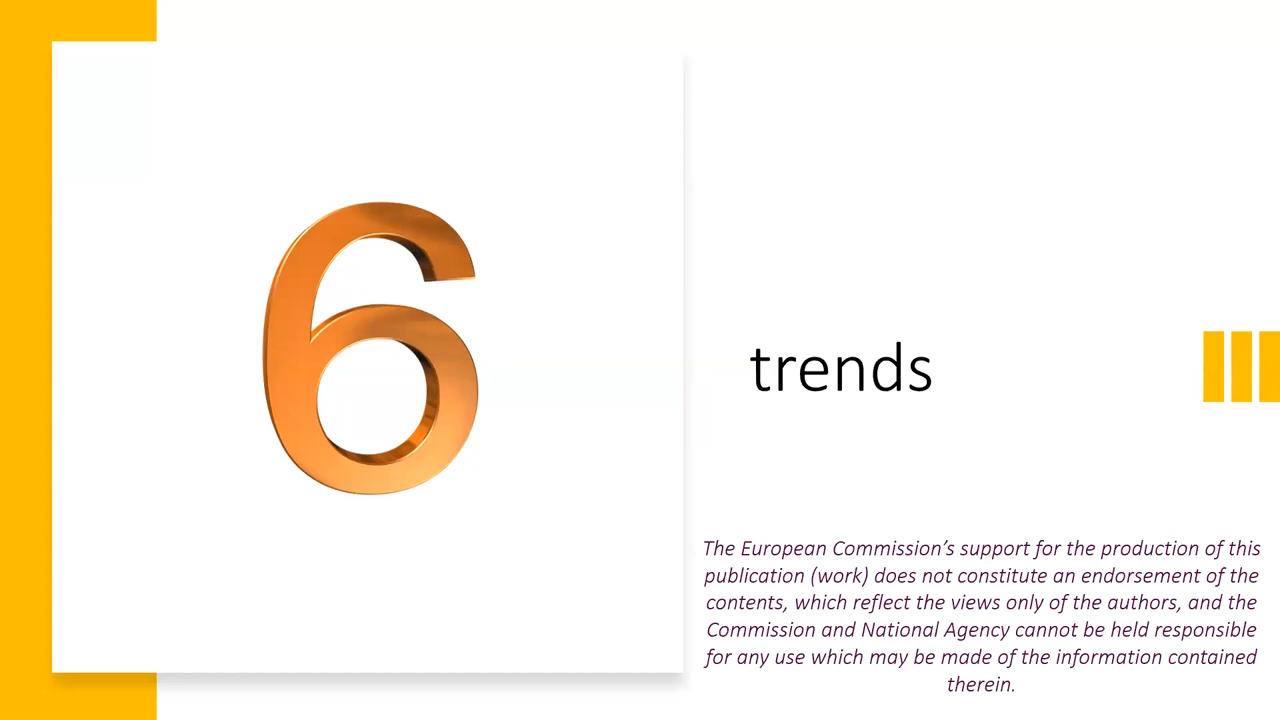 6
trends
The European Commission’s support for the production of this
publication (work) does not constitute an endorsement of the
contents, which reflect the views only of the authors, and the
Commission and National Agency cannot be held responsible
for any use which may be made of the information contained
therein.